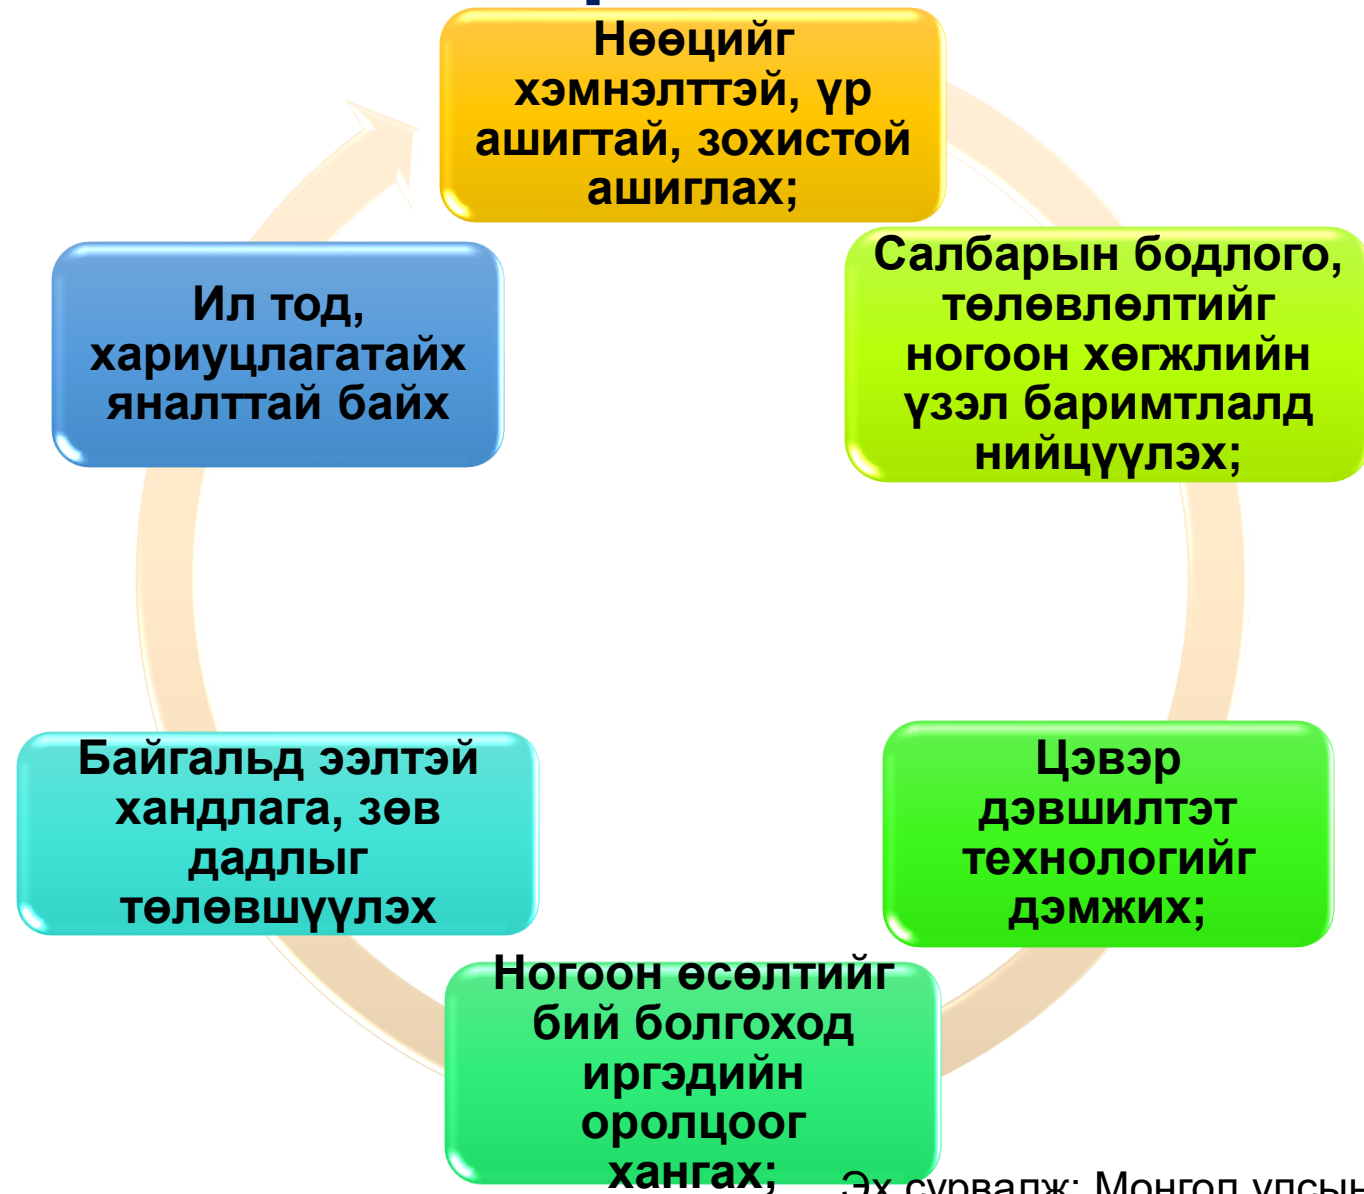 Нөөцийг
хэмнэлттэй, үр
ашигтай, зохистой
ашиглах;
Салбарын бодлого,
төлөвлөлтийг
ногоон хөгжлийн
үзэл баримтлалд
нийцүүлэх;
Цэвэр
дэвшилтэт
технологийг
дэмжих;
Ногоон өсөлтийг
бий болгоход
иргэдийн
оролцоог
хангах;
Байгальд ээлтэй
хандлага, зөв
дадлыг
төлөвшүүлэх
Ил тод,
хариуцлагатайх
яналттай байх
Эх сурвалж: Монгол улсын